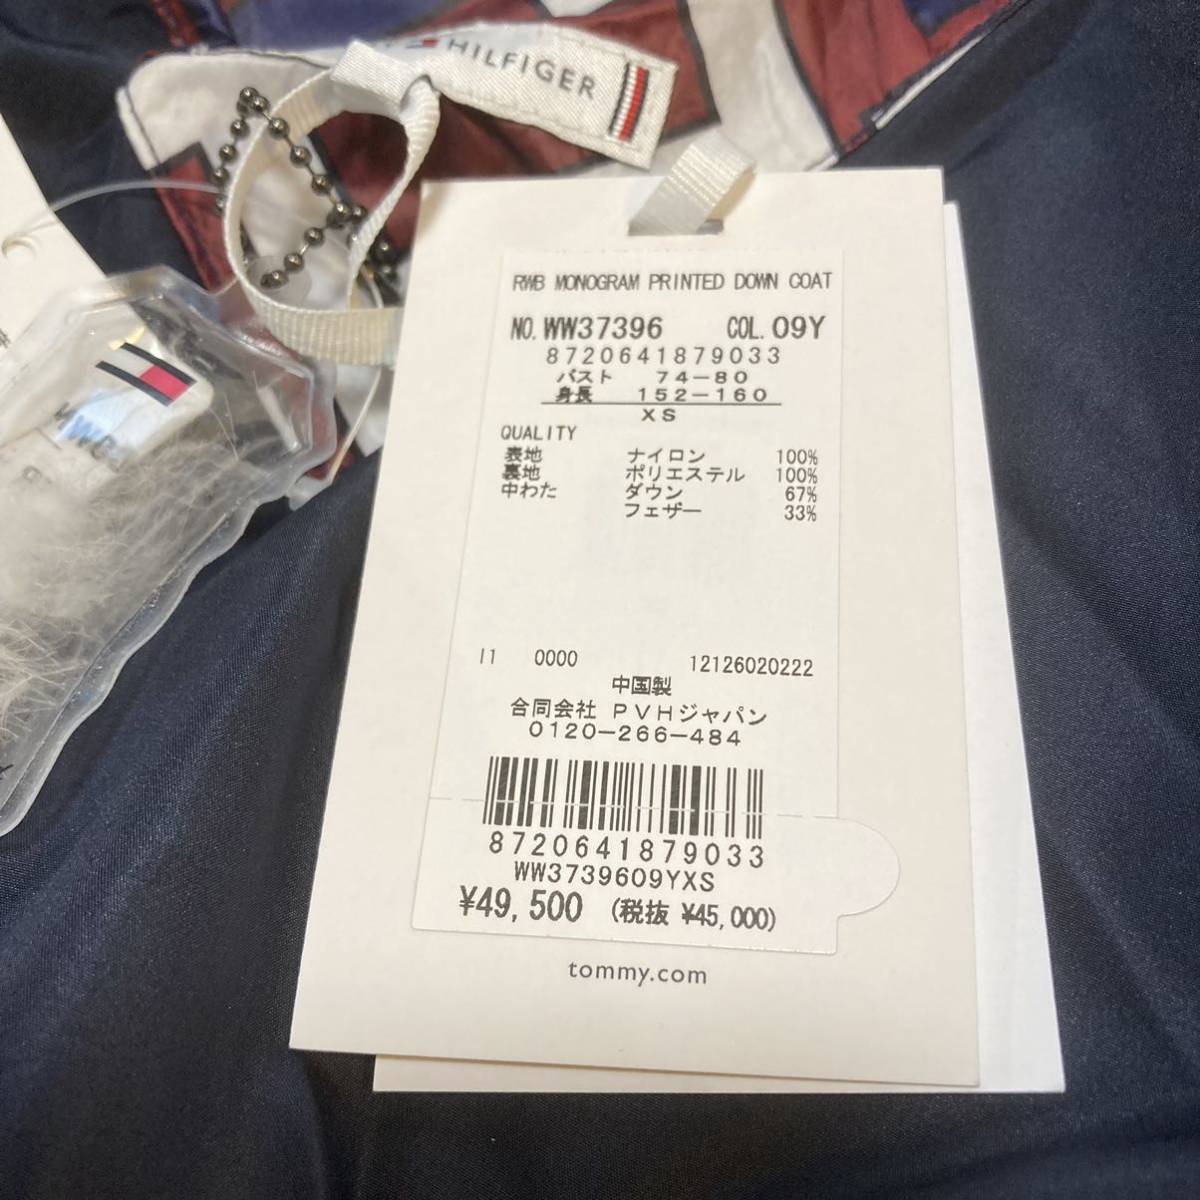 HILFIGER
RWB MONOGRAM PRINTED DOWN COAT
NO. WW37396 COL. 09Y
8720641879033
バスト 74-80
身長 152-160
XS
QUALITY
表地 ナイロン 100%
裏地 ポリエステル 100%
中わた ダウン 67%
フェザー 33%
I1 0000 12126020222
中国製
合同会社 PVHジャパン
0120-266-484
8720641879033
WW3739609YXS
¥49,500 (税抜 ¥45,000)
tommy.com